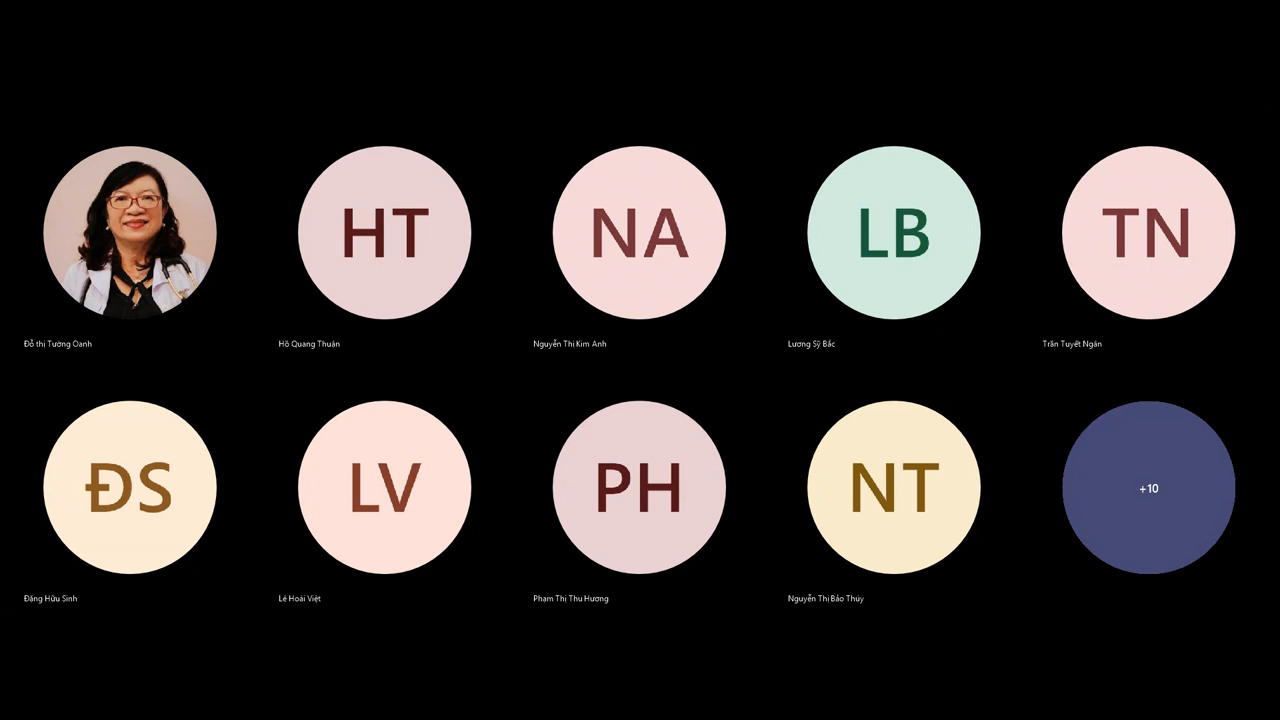 HT
NA
LB
TN
Đỗ thị Tường Oanh
Hồ Quang Thuận
Nguyễn Thị Kim Anh
Lương Sỹ Bắc
Trần Tuyết Ngân
ĐS
LV
PH
NT
+10
Đặng Hữu Sinh
Lê Hoài Việt
Phạm Thị Thu Hương
Nguyễn Thị Bảo Thúy